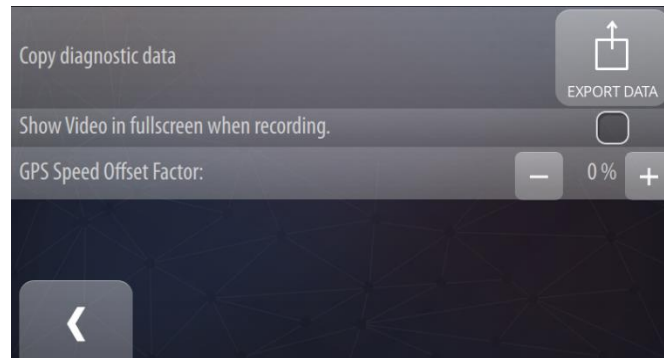 Copy diagnostic data
EXPORT DATA
Show Video in fullscreen when recording.
GPS Speed Offset Factor:
− 0 % +